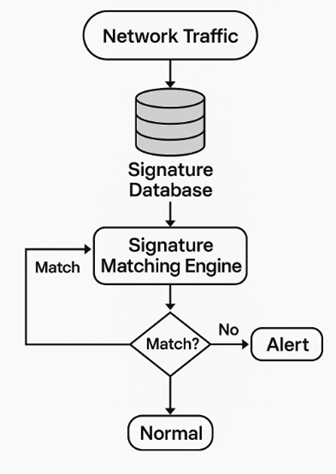 Network Traffic
Signature
Database
Signature
Matching Engine
Match
Match?
No
Alert
Normal